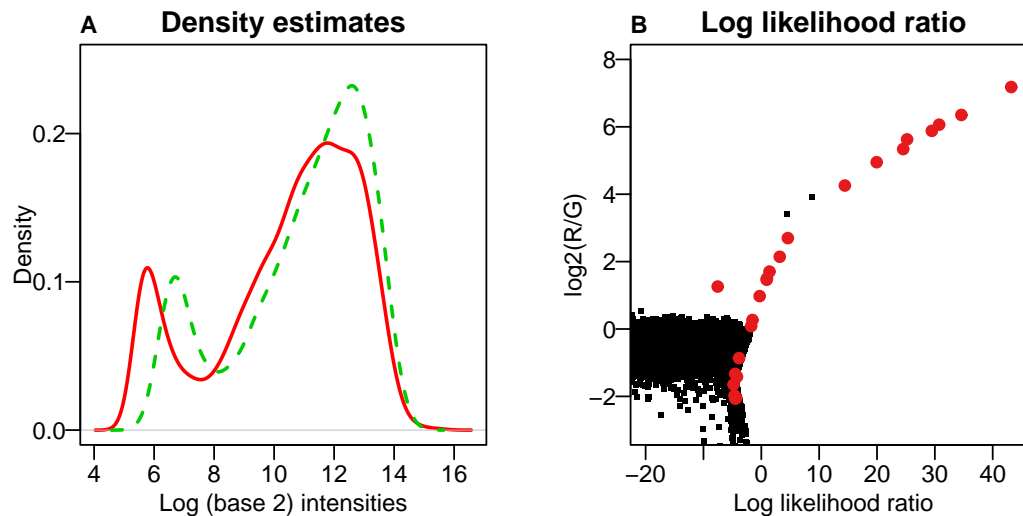 A Density estimates
Density
0.2
0.1
0.0
4 6 8 10 12 14 16
Log (base 2) intensities
B Log likelihood ratio
log2(R/G)
8
6
4
2
0
−2
−20 −10 0 10 20 30 40
Log likelihood ratio